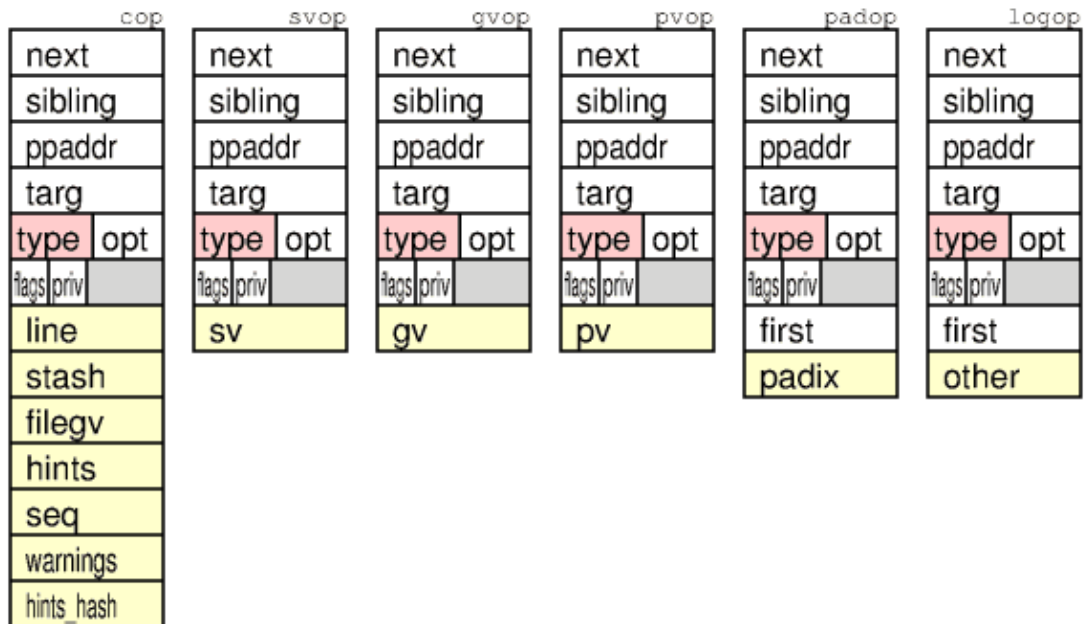 cop svop gvop pvop padop logop
next next next next next next
sibling sibling sibling sibling sibling sibling
ppaddr ppaddr ppaddr ppaddr ppaddr ppaddr
targ targ targ targ targ targ
type opt type opt type opt type opt type opt type opt
flags priv flags priv flags priv flags priv flags priv flags priv
line sv gv pv first first
stash padix other
filegv
hints
seq
warnings
hints_hash